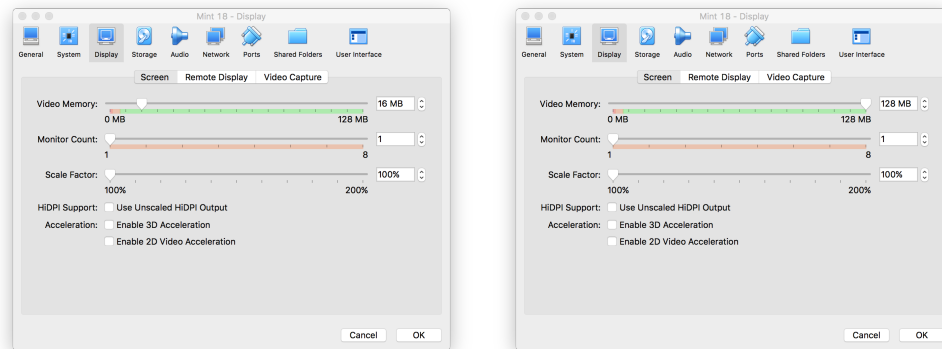 Mint 18 - Display
General System Display Storage Audio Network Ports Shared Folders User Interface
Screen Remote Display Video Capture
Video Memory: 16 MB
0 MB 128 MB
Monitor Count: 1
1 8
Scale Factor: 100%
100% 200%
HiDPI Support: Use Unscaled HiDPI Output
Acceleration: Enable 3D Acceleration
Enable 2D Video Acceleration
Cancel OK
Mint 18 - Display
General System Display Storage Audio Network Ports Shared Folders User Interface
Screen Remote Display Video Capture
Video Memory: 128 MB
0 MB 128 MB
Monitor Count: 1
1 8
Scale Factor: 100%
100% 200%
HiDPI Support: Use Unscaled HiDPI Output
Acceleration: Enable 3D Acceleration
Enable 2D Video Acceleration
Cancel OK